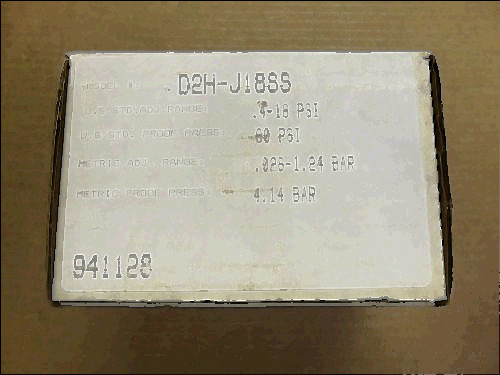 MODEL #: D2H-J18SS
U.S. STD. ADJ. RANGE: .4-18 PSI
U.S. STD. PROOF PRESS: 60 PSI
METRIC ADJ. RANGE: .026-1.24 BAR
METRIC PROOF PRESS: 4.14 BAR
941128